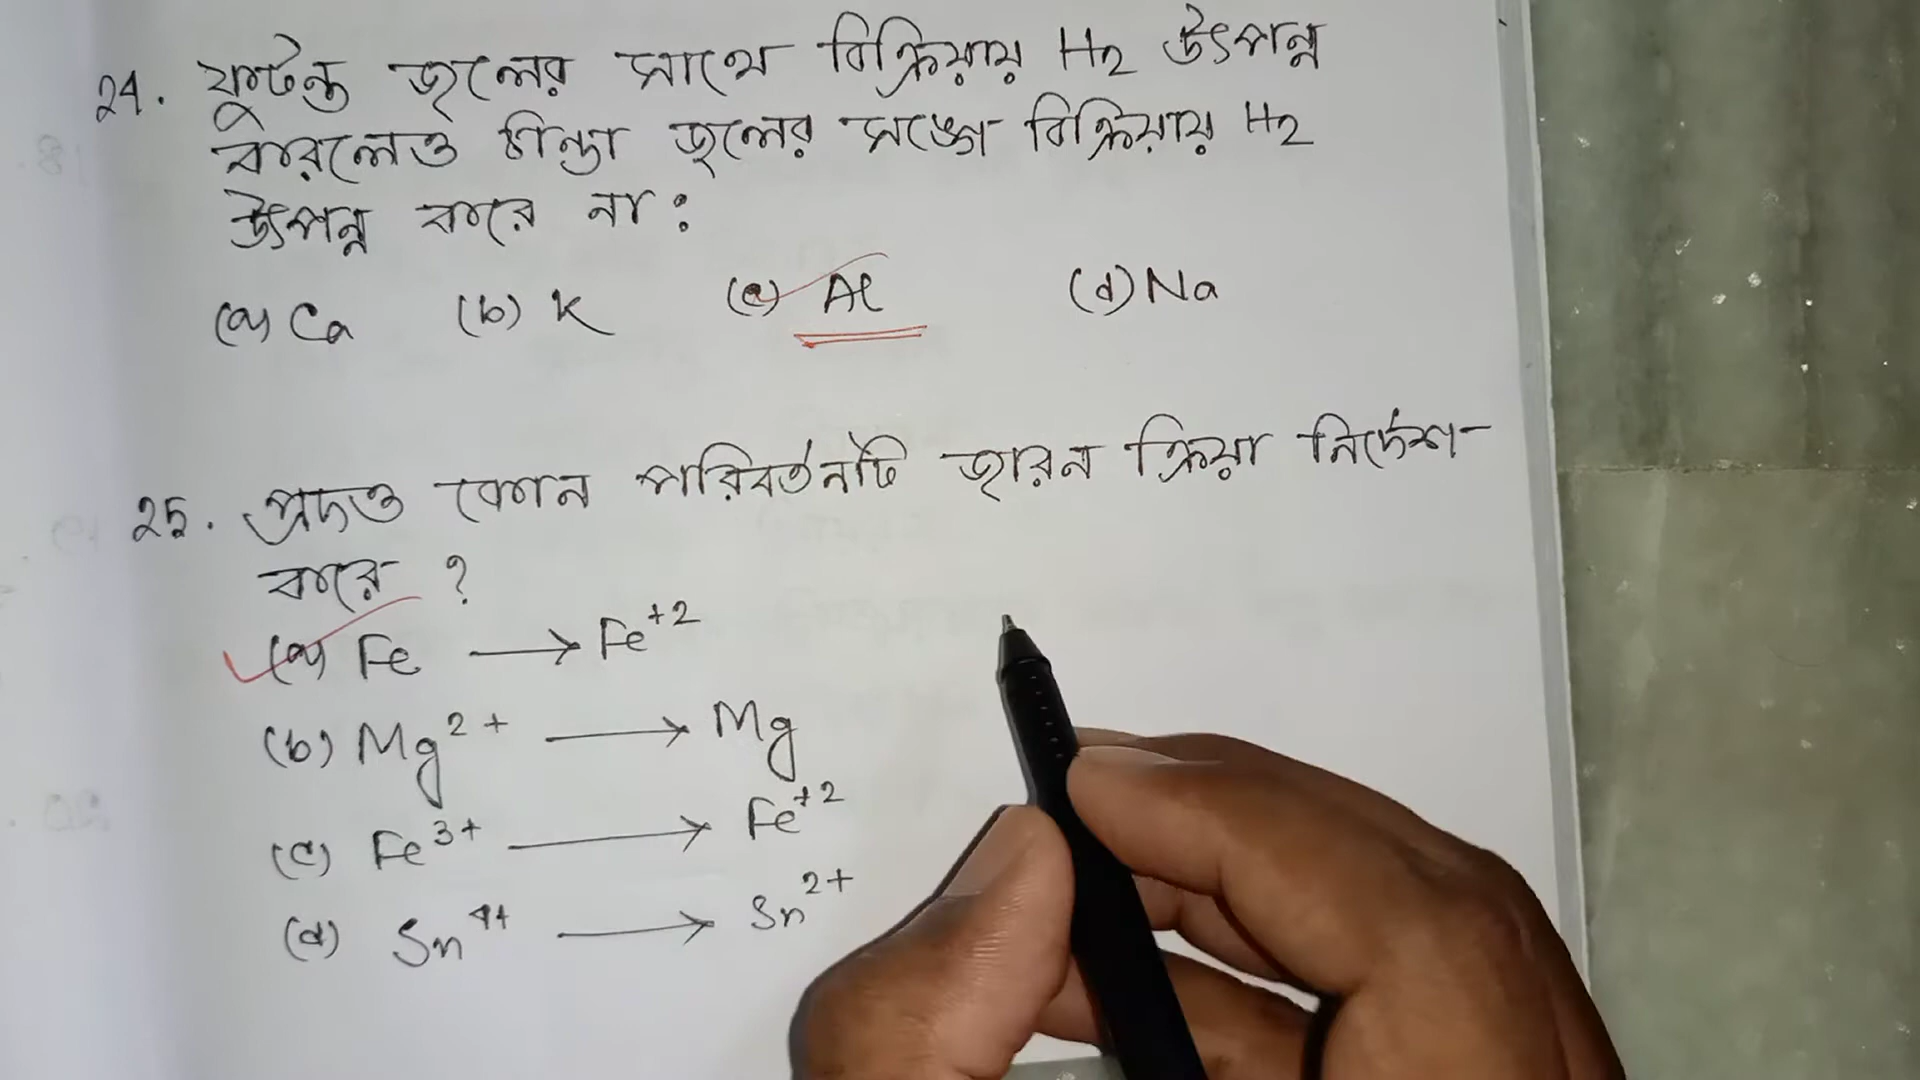 24. ফুটন্ত জলের সাথে বিক্রিয়ায় H2 উৎপন্ন
করলেও ঠান্ডা জলের সঙ্গে বিক্রিয়ায় H2
উৎপন্ন করে না :
(a) Ca (b) K (c) Al (d) Na
25. প্রদত্ত কোন পরিবর্তনটি জারন ক্রিয়া নির্দেশ-
করে ?
(a) Fe → Fe⁺²
(b) Mg²⁺ → Mg
(c) Fe³⁺ → Fe⁺²
(d) Sn⁴⁺ → Sn²⁺